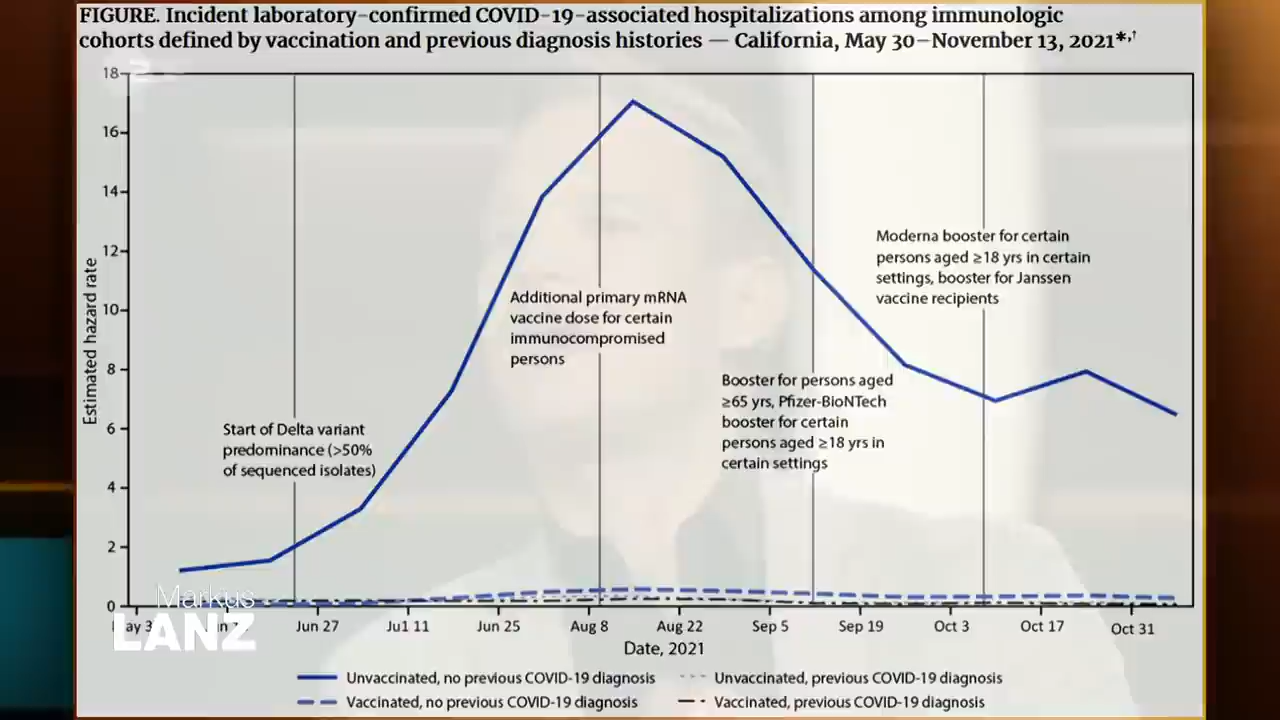 FIGURE. Incident laboratory-confirmed COVID-19-associated hospitalizations among immunologic
cohorts defined by vaccination and previous diagnosis histories — California, May 30–November 13, 2021*,†
18
16
14
12
10
8
6
4
2
0
Estimated hazard rate
Start of Delta variant
predominance (>50%
of sequenced isolates)
Additional primary mRNA
vaccine dose for certain
immunocompromised
persons
Booster for persons aged
≥65 yrs, Pfizer-BioNTech
booster for certain
persons aged ≥18 yrs in
certain settings
Moderna booster for certain
persons aged ≥18 yrs in certain
settings, booster for Janssen
vaccine recipients
Jun 27 Ju1 11 Jun 25 Aug 8 Aug 22 Sep 5 Sep 19 Oct 3 Oct 17 Oct 31
Date, 2021
Unvaccinated, no previous COVID-19 diagnosis
Unvaccinated, previous COVID-19 diagnosis
Vaccinated, no previous COVID-19 diagnosis
Vaccinated, previous COVID-19 diagnosis
Markus
LANZ